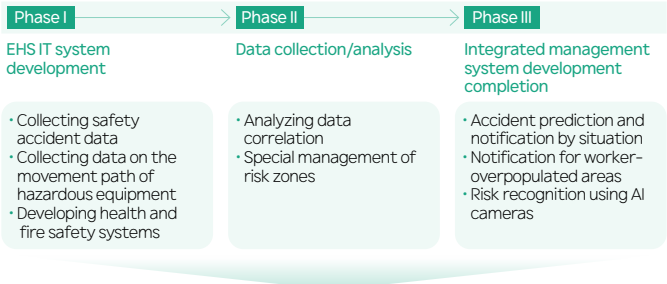 Phase I
Phase II
Phase III
EHS IT system
development
Data collection/analysis
Integrated management
system development
completion
· Collecting safety
accident data
· Collecting data on the
movement path of
hazardous equipment
· Developing health and
fire safety systems
· Analyzing data
correlation
· Special management of
risk zones
· Accident prediction and
notification by situation
· Notification for worker-
overpopulated areas
· Risk recognition using AI
cameras